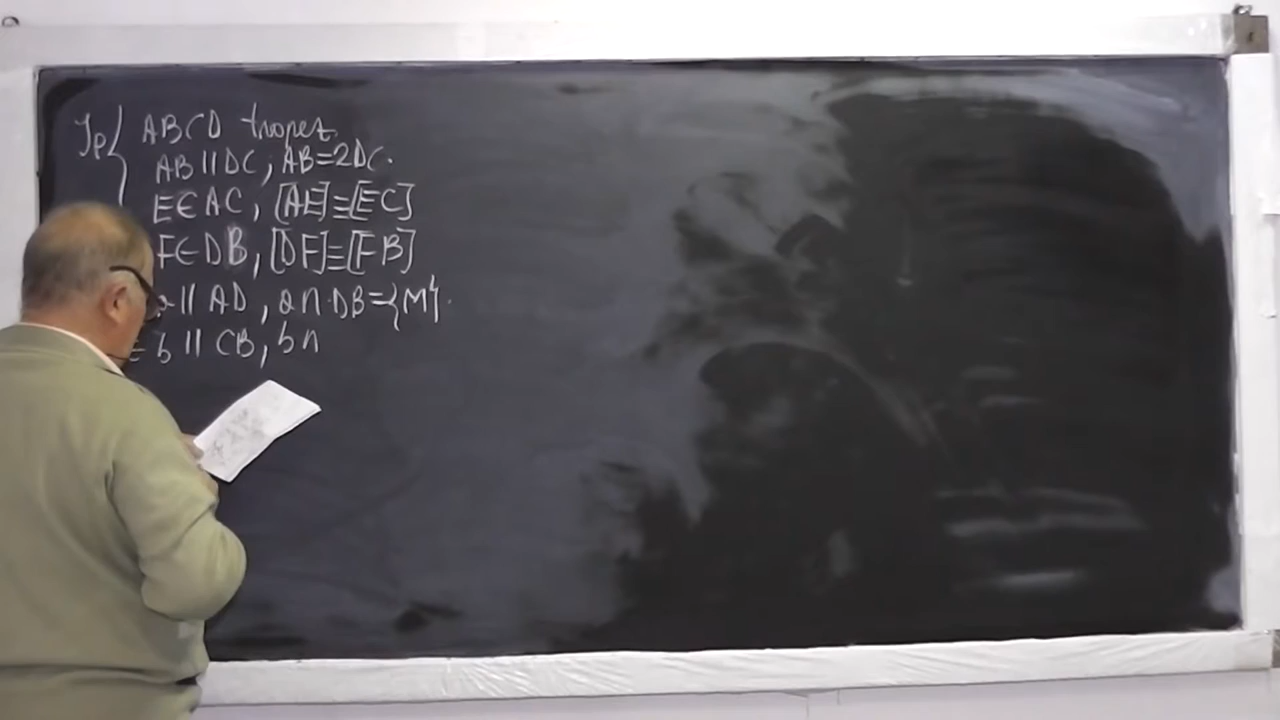 Ip { ABCD trapez
AB || DC, AB=2DC.
E∈AC, [AE]≡[EC]
F∈DB, [DF]≡[FB]
a || AD, a∩DB={M}.
b || CB, b∩